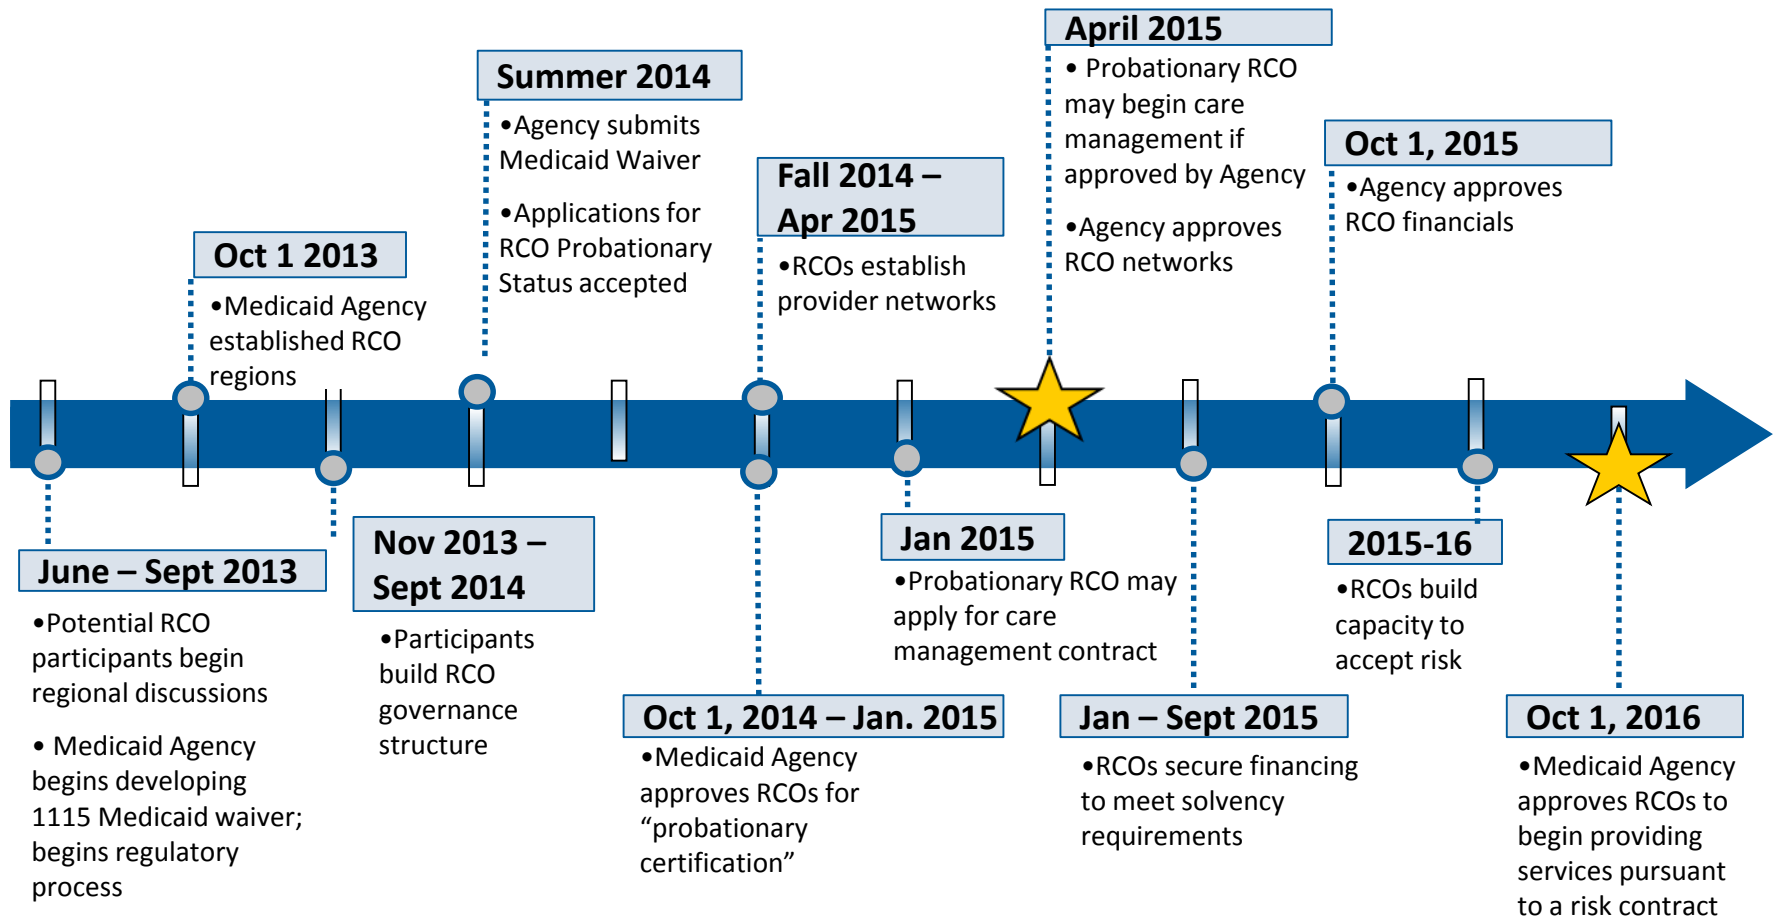 April 2015
• Probationary RCO
may begin care
management if
approved by Agency
•Agency approves
RCO networks
Summer 2014
•Agency submits
Medicaid Waiver
•Applications for
RCO Probationary
Status accepted
Oct 1, 2015
•Agency approves
RCO financials
Fall 2014 –
Apr 2015
•RCOs establish
provider networks
Oct 1 2013
•Medicaid Agency
established RCO
regions
June – Sept 2013
•Potential RCO
participants begin
regional discussions
• Medicaid Agency
begins developing
1115 Medicaid waiver;
begins regulatory
process
Nov 2013 –
Sept 2014
•Participants
build RCO
governance
structure
Oct 1, 2014 – Jan. 2015
•Medicaid Agency
approves RCOs for
“probationary
certification”
Jan 2015
•Probationary RCO may
apply for care
management contract
Jan – Sept 2015
•RCOs secure financing
to meet solvency
requirements
2015-16
•RCOs build
capacity to
accept risk
Oct 1, 2016
•Medicaid Agency
approves RCOs to
begin providing
services pursuant
to a risk contract